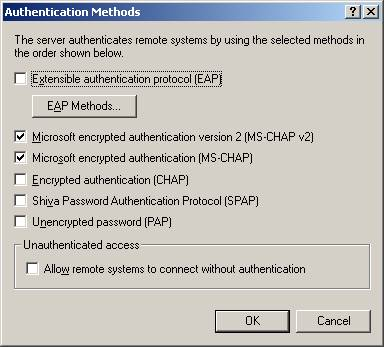 Authentication Methods
The server authenticates remote systems by using the selected methods in
the order shown below.
Extensible authentication protocol (EAP)
EAP Methods...
Microsoft encrypted authentication version 2 (MS-CHAP v2)
Microsoft encrypted authentication (MS-CHAP)
Encrypted authentication (CHAP)
Shiva Password Authentication Protocol (SPAP)
Unencrypted password (PAP)
Unauthenticated access
Allow remote systems to connect without authentication
OK
Cancel